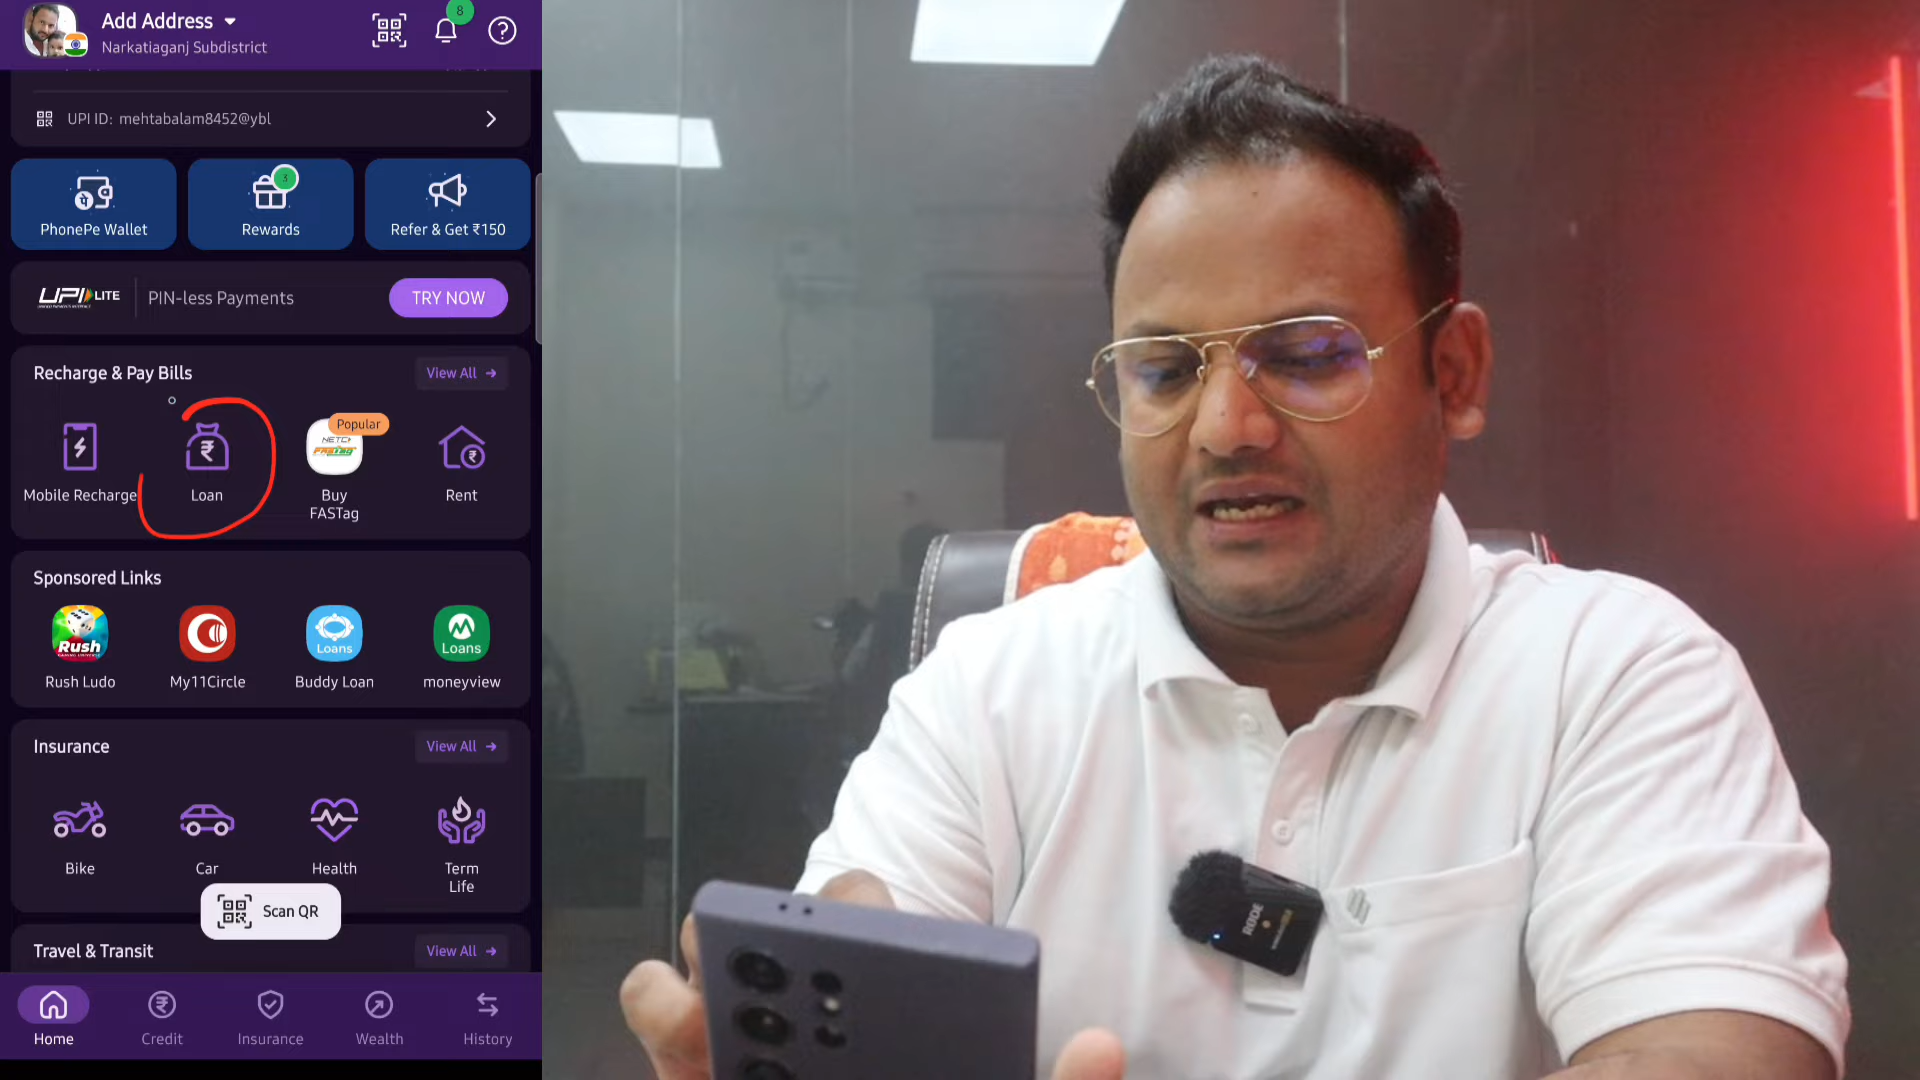 Add Address
8
Narkatiaganj Subdistrict
UPI ID: mehtabalam8452@ybl
3
PhonePe Wallet
Rewards
Refer & Get ₹150
UPI LITE
PIN-less Payments
TRY NOW
Recharge & Pay Bills
View All
Popular
Mobile Recharge
Loan
Buy FASTag
Rent
Sponsored Links
Rush
Loans
Loans
Rush Ludo
My11Circle
Buddy Loan
moneyview
Insurance
View All
Bike
Car
Health
Term Life
Scan QR
Travel & Transit
View All
Home
Credit
Insurance
Wealth
History
RØDE